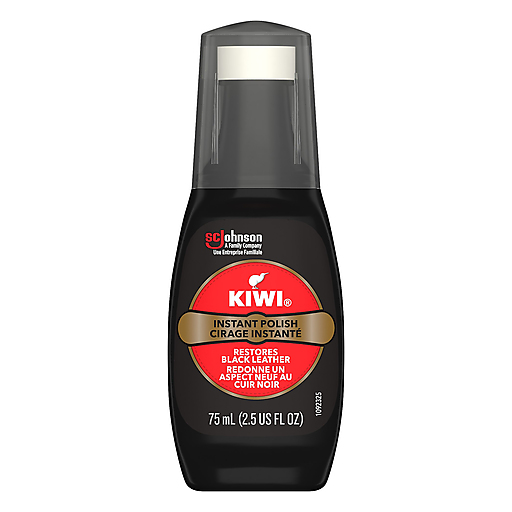 scJohnson
A Family Company
Une Entreprise Familiale
KIWI®
INSTANT POLISH
CIRAGE INSTANTÉ
RESTORES
BLACK LEATHER
REDONNE UN
ASPECT NEUF AU
CUIR NOIR
75 mL (2.5 US FL OZ)
1092325